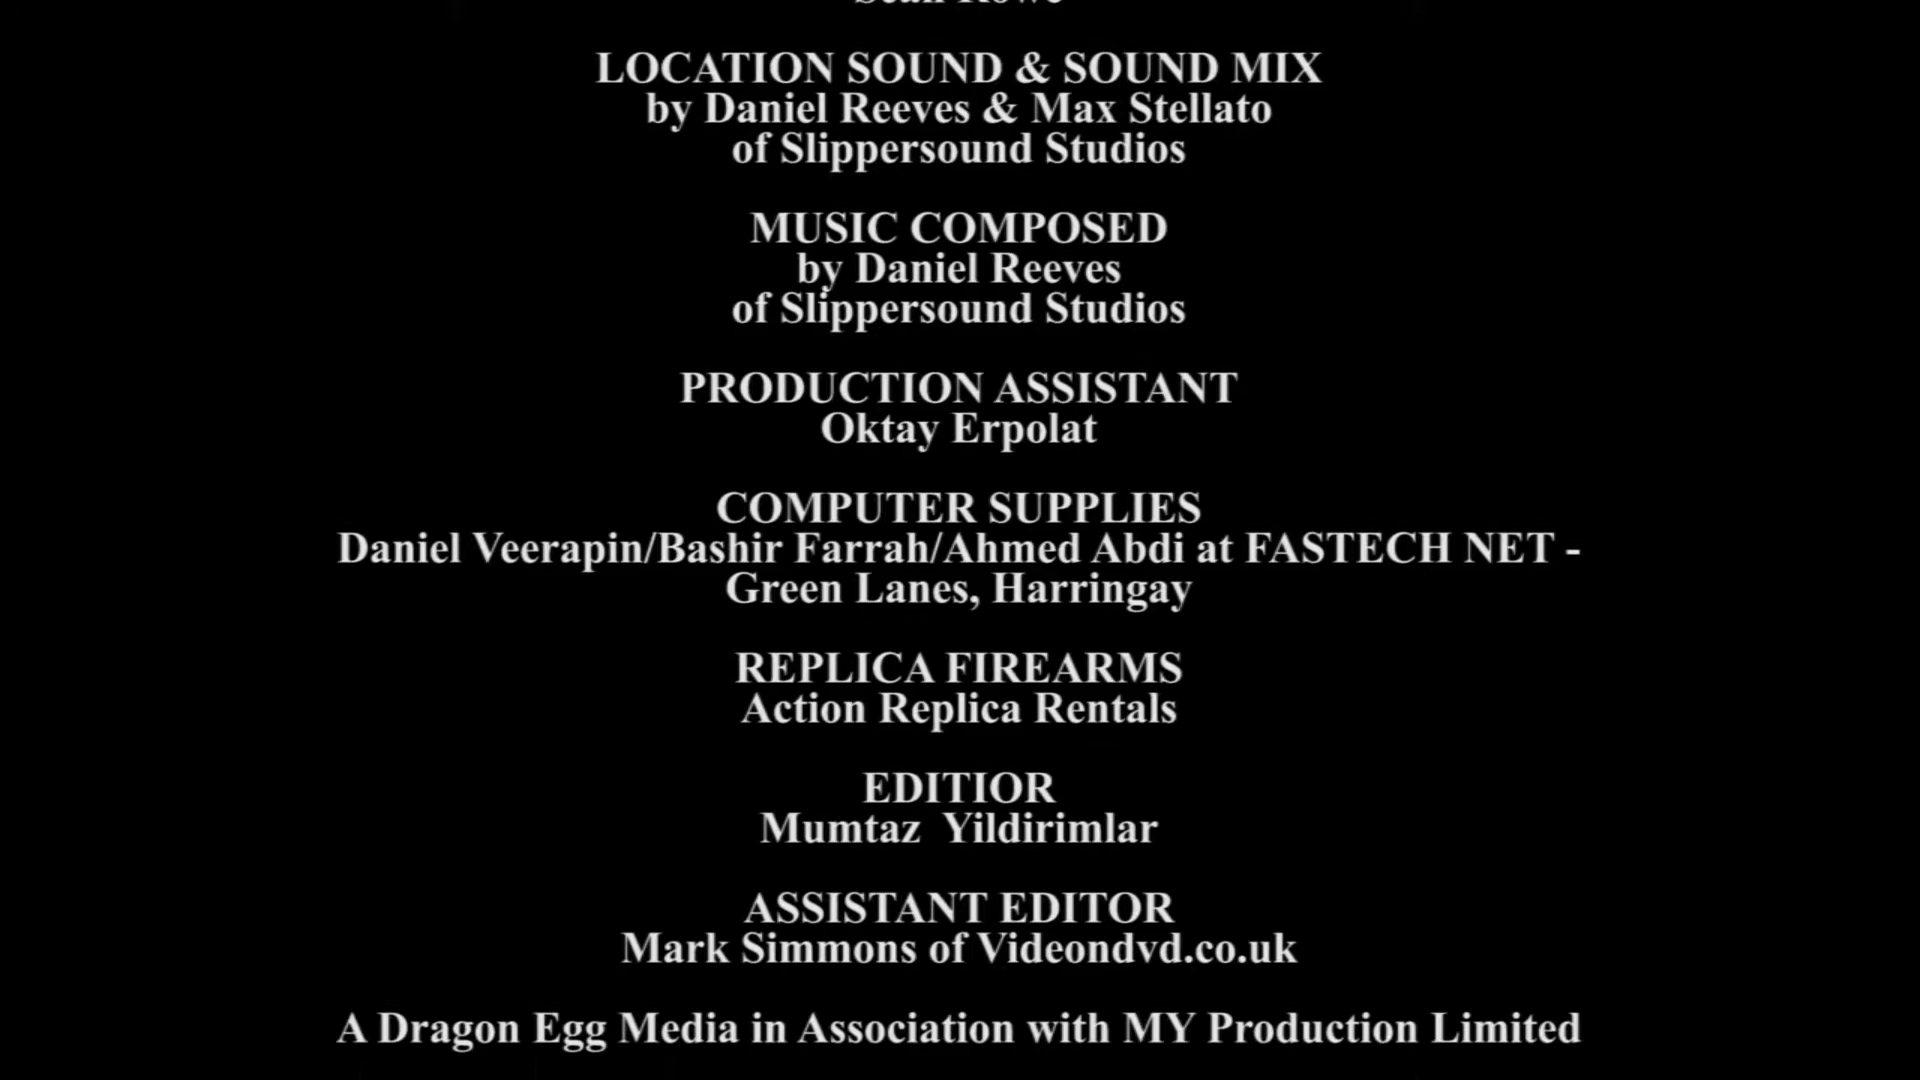 LOCATION SOUND & SOUND MIX
by Daniel Reeves & Max Stellato
of Slippersound Studios
MUSIC COMPOSED
by Daniel Reeves
of Slippersound Studios
PRODUCTION ASSISTANT
Oktay Erpolat
COMPUTER SUPPLIES
Daniel Veerapin/Bashir Farrah/Ahmed Abdi at FASTECH NET -
Green Lanes, Harringay
REPLICA FIREARMS
Action Replica Rentals
EDITIOR
Mumtaz  Yildirimlar
ASSISTANT EDITOR
Mark Simmons of Videondvd.co.uk
A Dragon Egg Media in Association with MY Production Limited